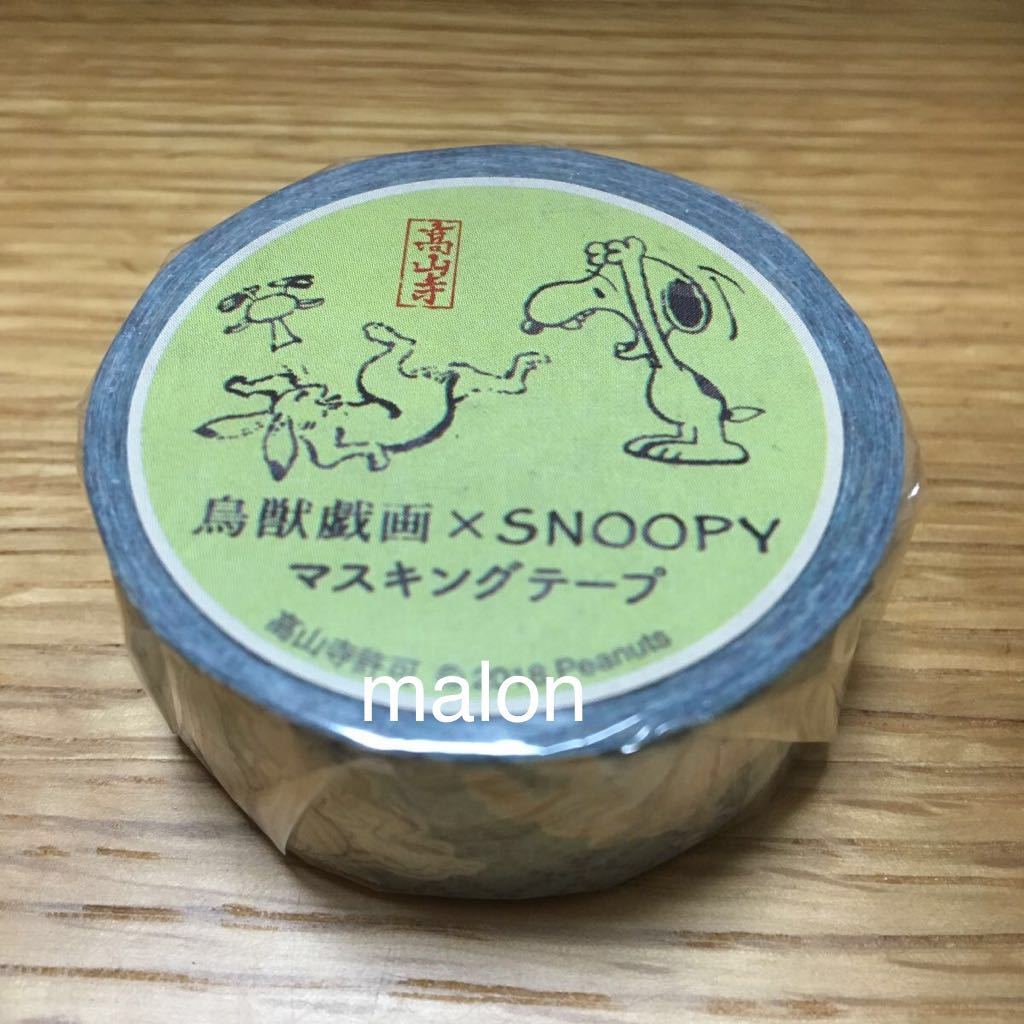 高山寺
鳥獣戯画×SNOOPY
マスキングテープ
高山寺許可 © 2018 Peanuts
malon